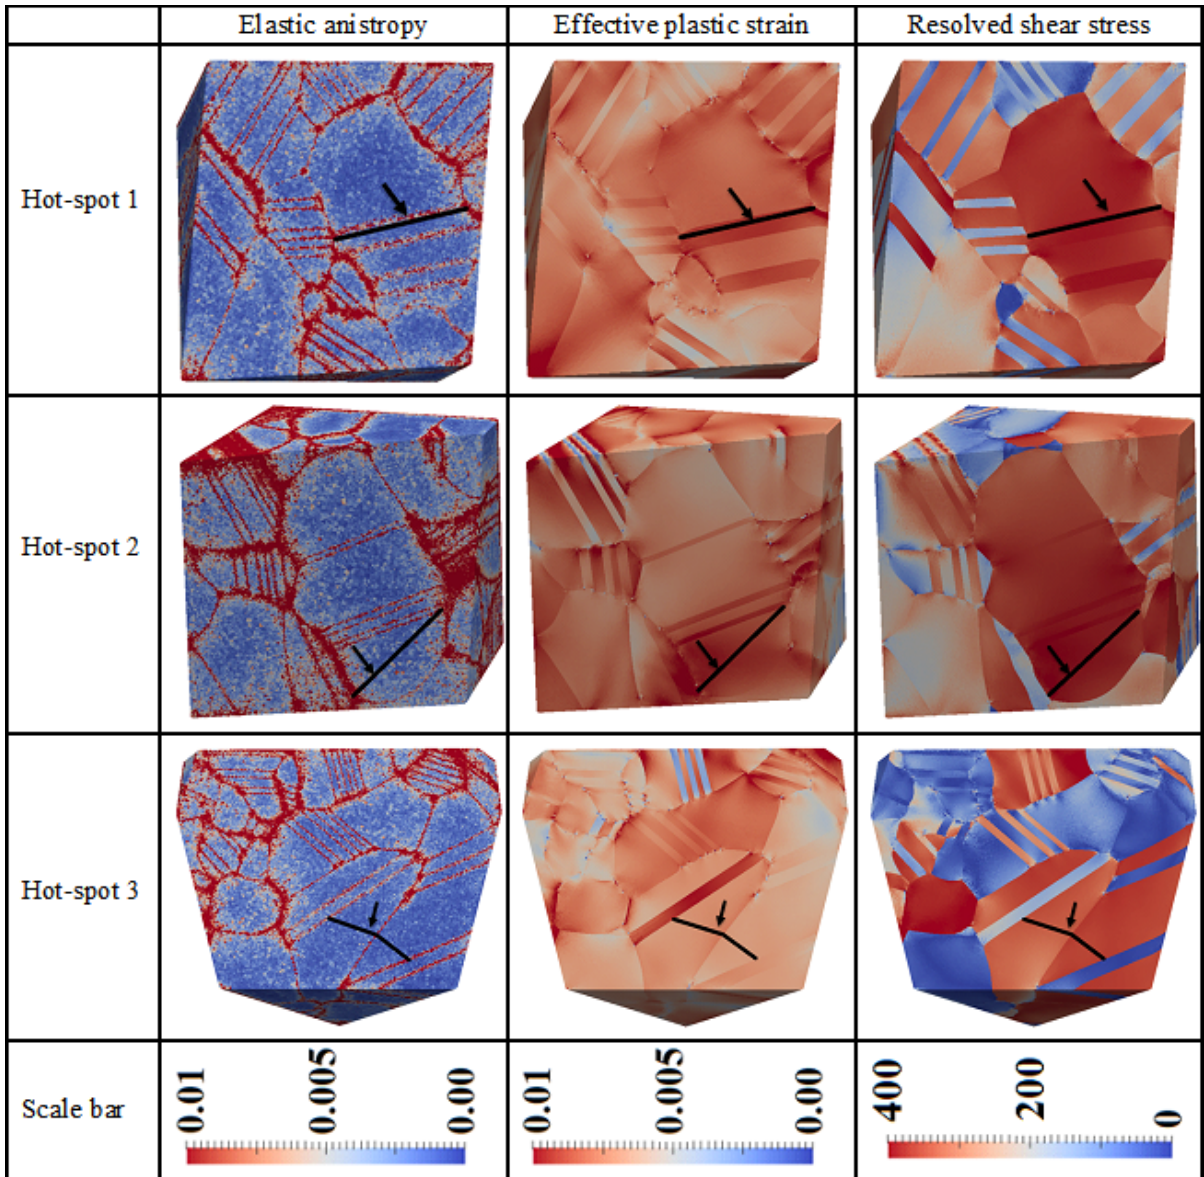 Elastic anistropy
Effective plastic strain
Resolved shear stress
Hot-spot 1
Hot-spot 2
Hot-spot 3
Scale bar
0.01
0.005
0.00
0.01
0.005
0.00
400
200
0